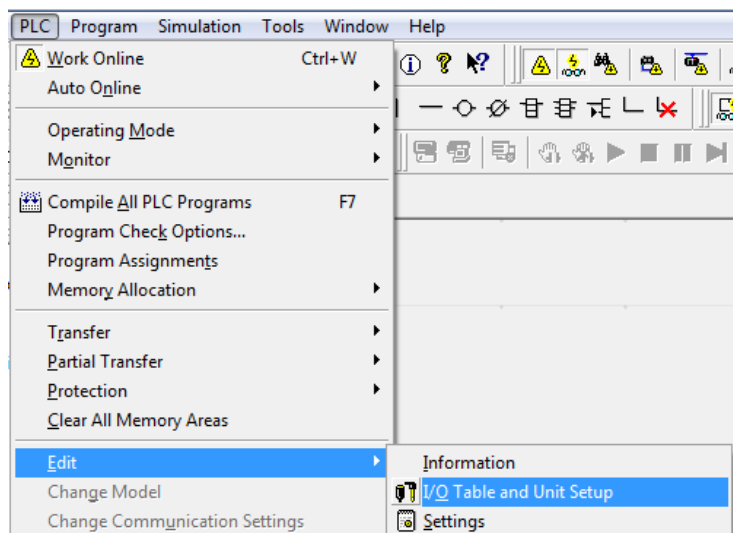 PLC Program Simulation Tools Window Help
Work Online Ctrl+W
Auto Online
Operating Mode
Monitor
Compile All PLC Programs F7
Program Check Options...
Program Assignments
Memory Allocation
Transfer
Partial Transfer
Protection
Clear All Memory Areas
Edit
Information
Change Model
I/O Table and Unit Setup
Change Communication Settings
Settings